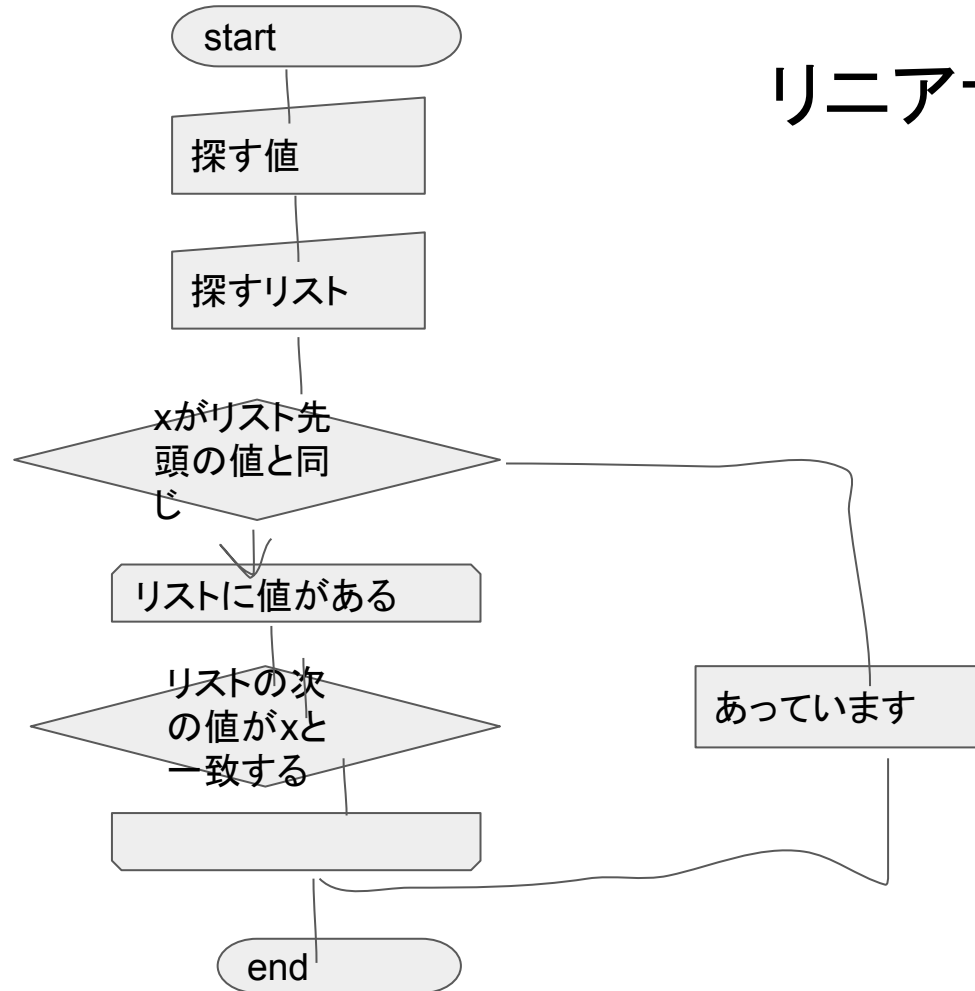 start
リニア
探す値
探すリスト
xがリスト先
頭の値と同
じ
リストに値がある
リストの次
の値がxと
一致する
あっています
end